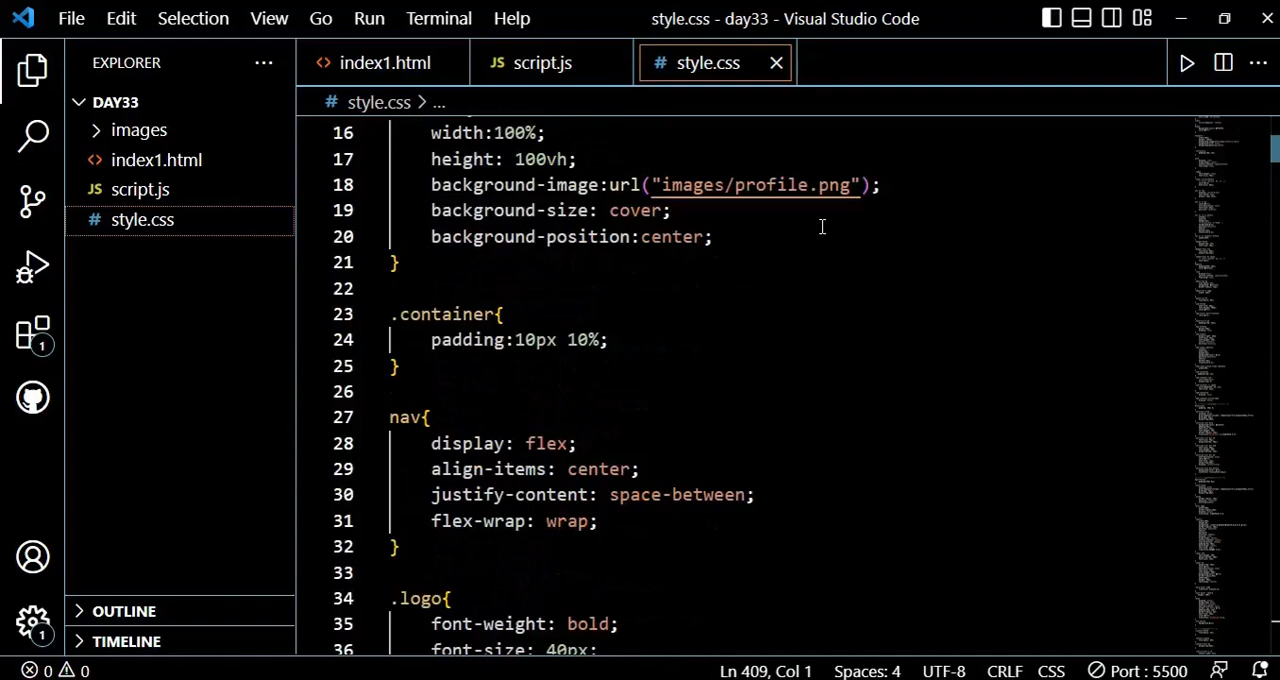 File Edit Selection View Go Run Terminal Help style.css - day33 - Visual Studio Code
EXPLORER
DAY33
images
index1.html
JS script.js
# style.css
OUTLINE
TIMELINE
1
1
index1.html JS script.js # style.css
# style.css > ...
16 width:100%;
17 height: 100vh;
18 background-image:url("images/profile.png");
19 background-size: cover;
20 background-position:center;
21 }
22
23 .container{
24 padding:10px 10%;
25 }
26
27 nav{
28 display: flex;
29 align-items: center;
30 justify-content: space-between;
31 flex-wrap: wrap;
32 }
33
34 .logo{
35 font-weight: bold;
36 font-size: 40px;
0 0 Ln 409, Col 1 Spaces: 4 UTF-8 CRLF CSS Port : 5500